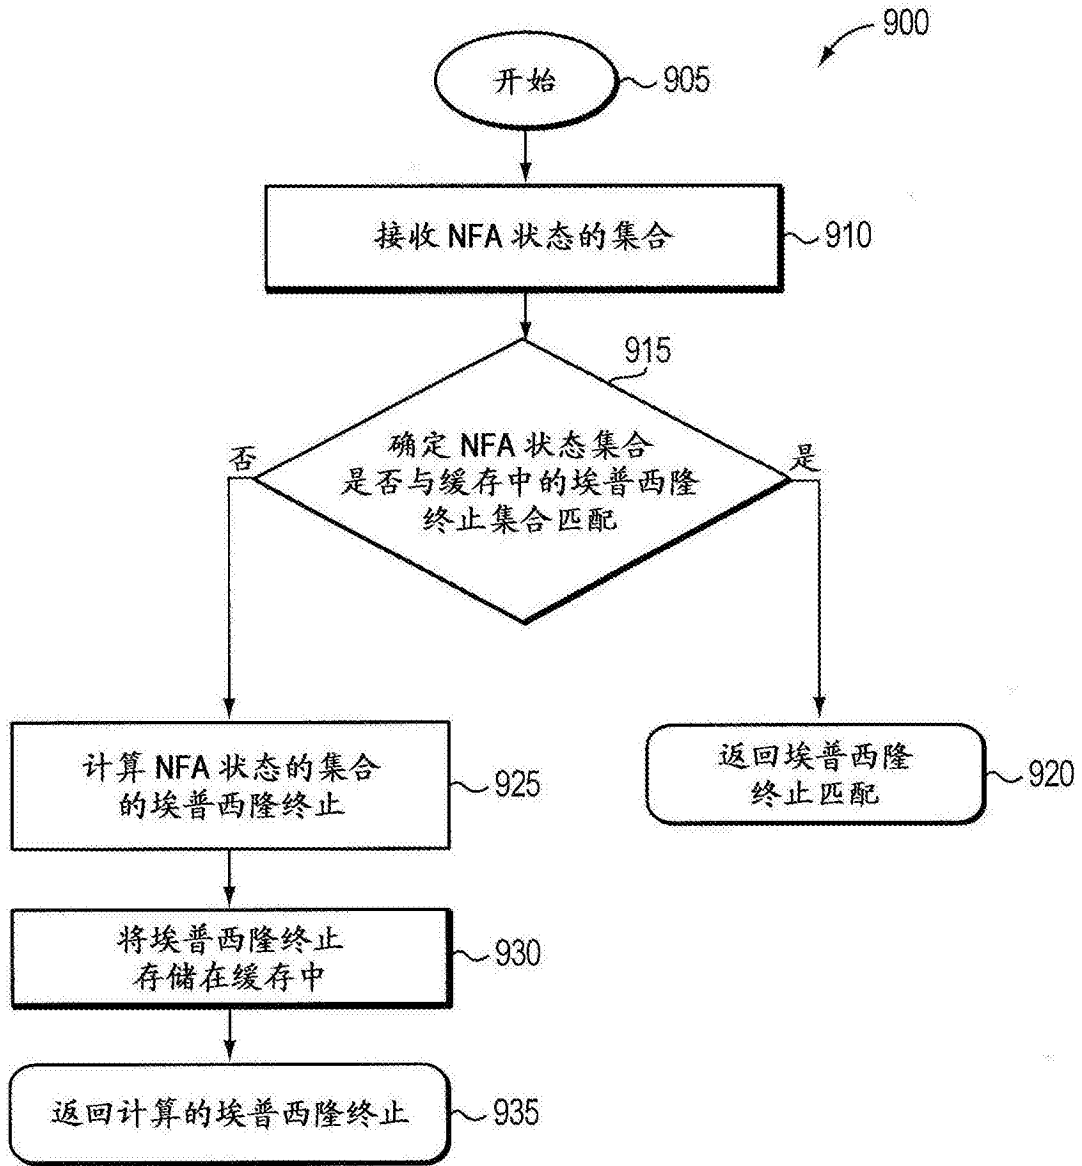 900
开始
905
接收 NFA 状态的集合
910
915
确定 NFA 状态集合
是否与缓存中的埃普西隆
终止集合匹配
否
是
计算 NFA 状态的集合
的埃普西隆终止
925
返回埃普西隆
终止匹配
920
将埃普西隆终止
存储在缓存中
930
返回计算的埃普西隆终止
935